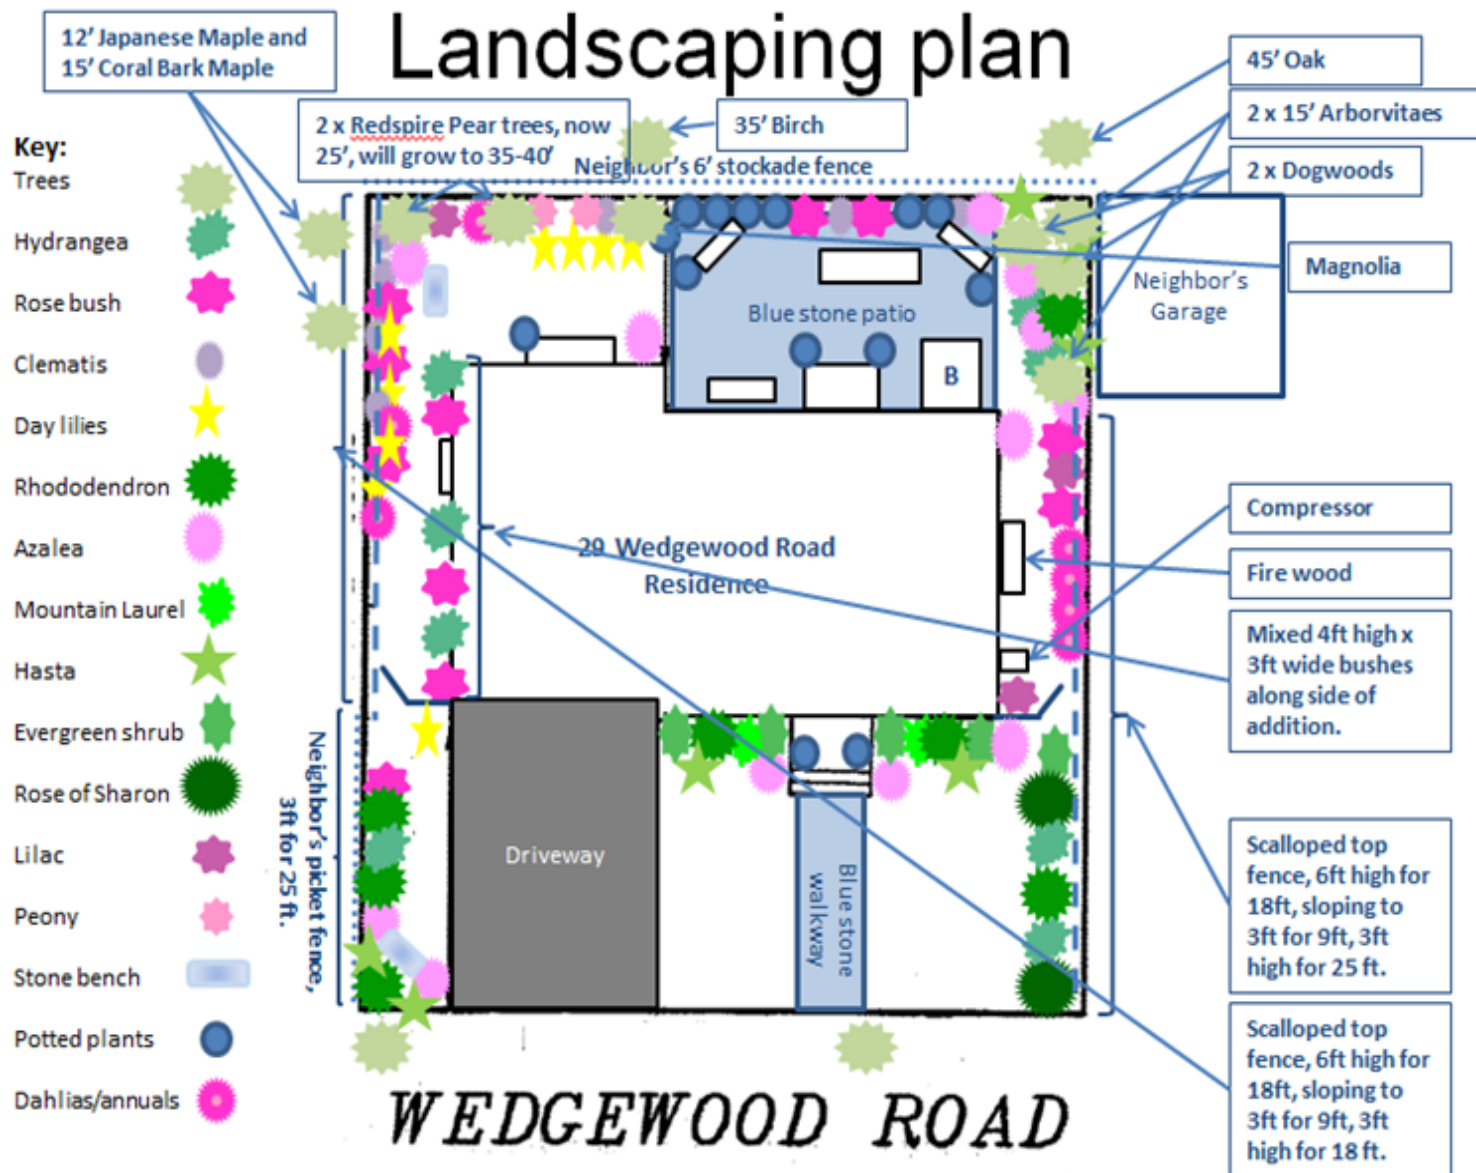 Landscaping plan
12' Japanese Maple and
15' Coral Bark Maple
2 x Redspire Pear trees, now
25', will grow to 35-40'
35' Birch
45' Oak
2 x 15' Arborvitaes
2 x Dogwoods
Magnolia
Neighbor's 6' stockade fence
Key:
Trees
Hydrangea
Rose bush
Clematis
Day lilies
Rhododendron
Azalea
Mountain Laurel
Hasta
Evergreen shrub
Rose of Sharon
Lilac
Peony
Stone bench
Potted plants
Dahlias/annuals
Blue stone patio
B
Neighbor's
Garage
29 Wedgewood Road
Residence
Compressor
Fire wood
Mixed 4ft high x
3ft wide bushes
along side of
addition.
Neighbor's picket fence,
3ft for 25 ft.
Driveway
Blue stone
walkway
Scalloped top
fence, 6ft high for
18ft, sloping to
3ft for 9ft, 3ft
high for 25 ft.
Scalloped top
fence, 6ft high for
18ft, sloping to
3ft for 9ft, 3ft
high for 18 ft.
WEDGEWOOD ROAD